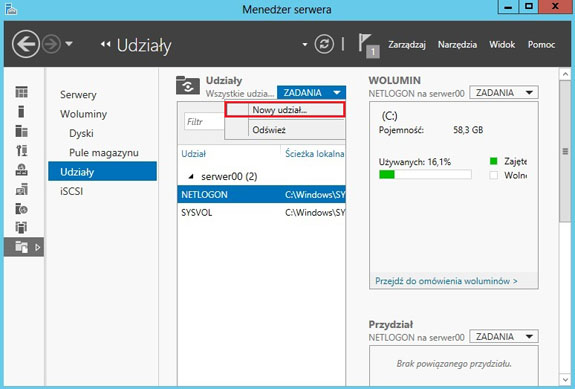 Menedżer serwera
Udziały
1
Zarządzaj Narzędzia Widok Pomoc
Serwery
Woluminy
Dyski
Pule magazynu
Udziały
iSCSI
Udziały
Wszystkie udzia... ZADANIA
Nowy udział...
Odśwież
Filtr
Udział Ścieżka lokalna
serwer00 (2)
NETLOGON C:\Windows\SY
SYSVOL C:\Windows\SY
WOLUMIN
NETLOGON na serwer00 ZADANIA
(C:)
Pojemność: 58,3 GB
Używanych: 16,1% Zajęte
Wolne
Przejdź do omówienia woluminów >
Przydział
NETLOGON na serwer00 ZADANIA
Brak powiązanego przydziału.